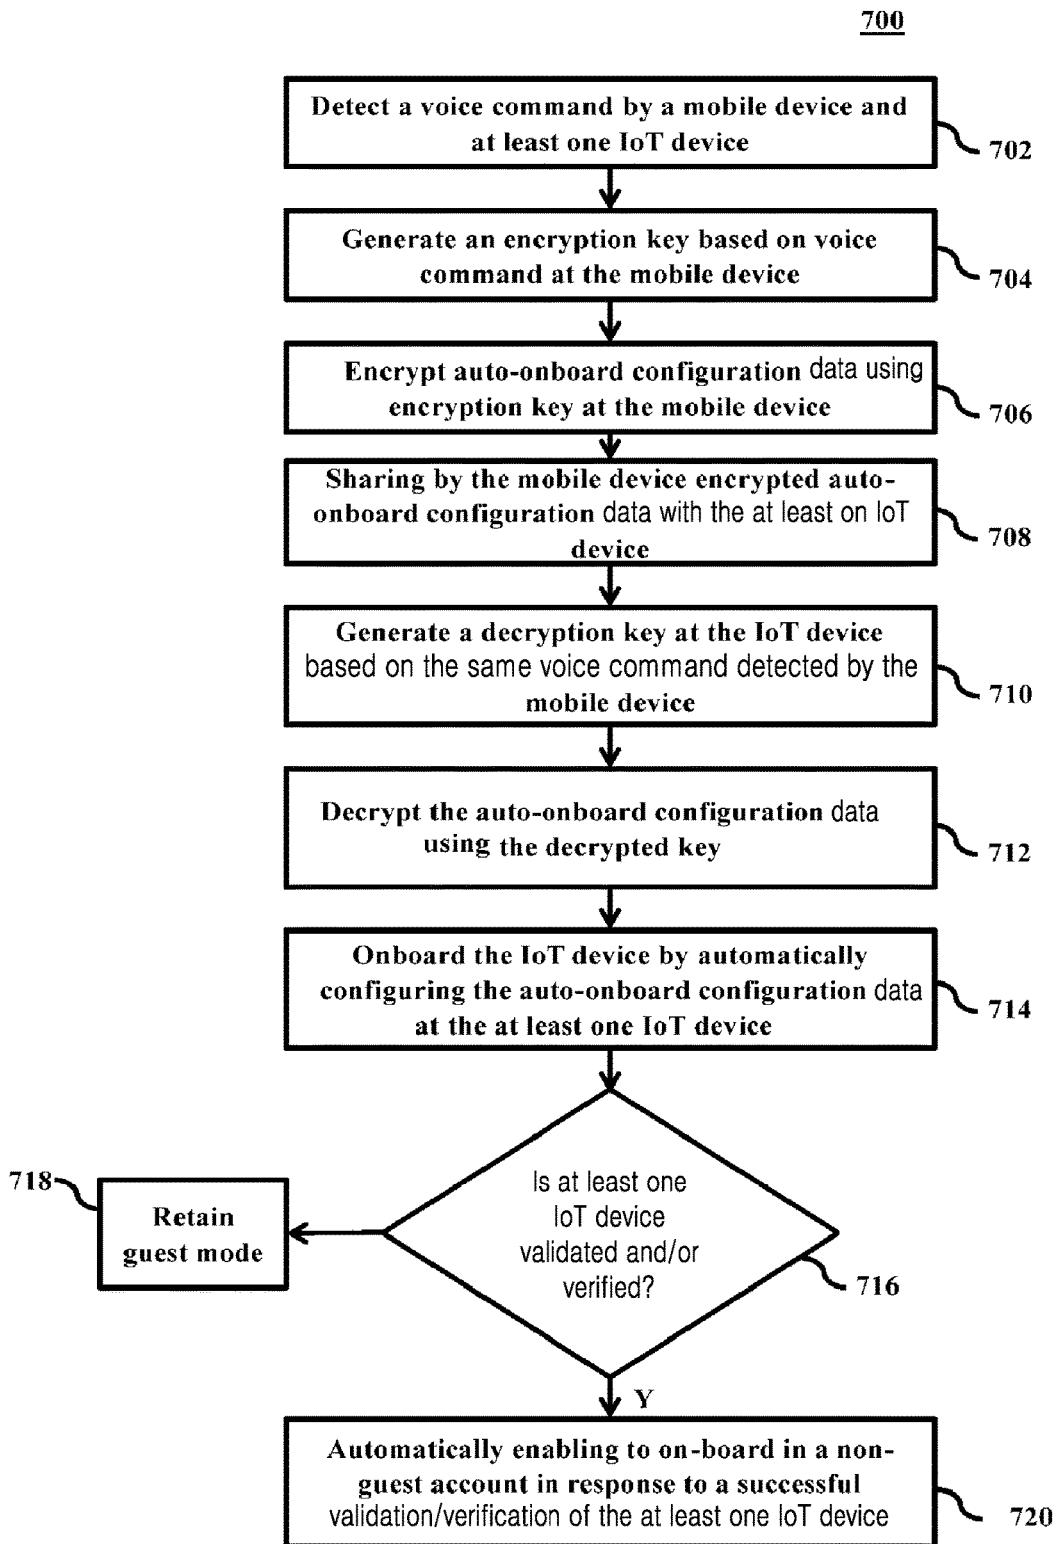 700
Detect a voice command by a mobile device and
at least one IoT device
702
Generate an encryption key based on voice
command at the mobile device
704
Encrypt auto-onboard configuration data using
encryption key at the mobile device
706
Sharing by the mobile device encrypted auto-
onboard configuration data with the at least on IoT
device
708
Generate a decryption key at the IoT device
based on the same voice command detected by the
mobile device
710
Decrypt the auto-onboard configuration data
using the decrypted key
712
Onboard the IoT device by automatically
configuring the auto-onboard configuration data
at the at least one IoT device
714
Is at least one
IoT device
validated and/or
verified?
716
718
Retain
guest mode
Y
Automatically enabling to on-board in a non-
guest account in response to a successful
validation/verification of the at least one IoT device
720